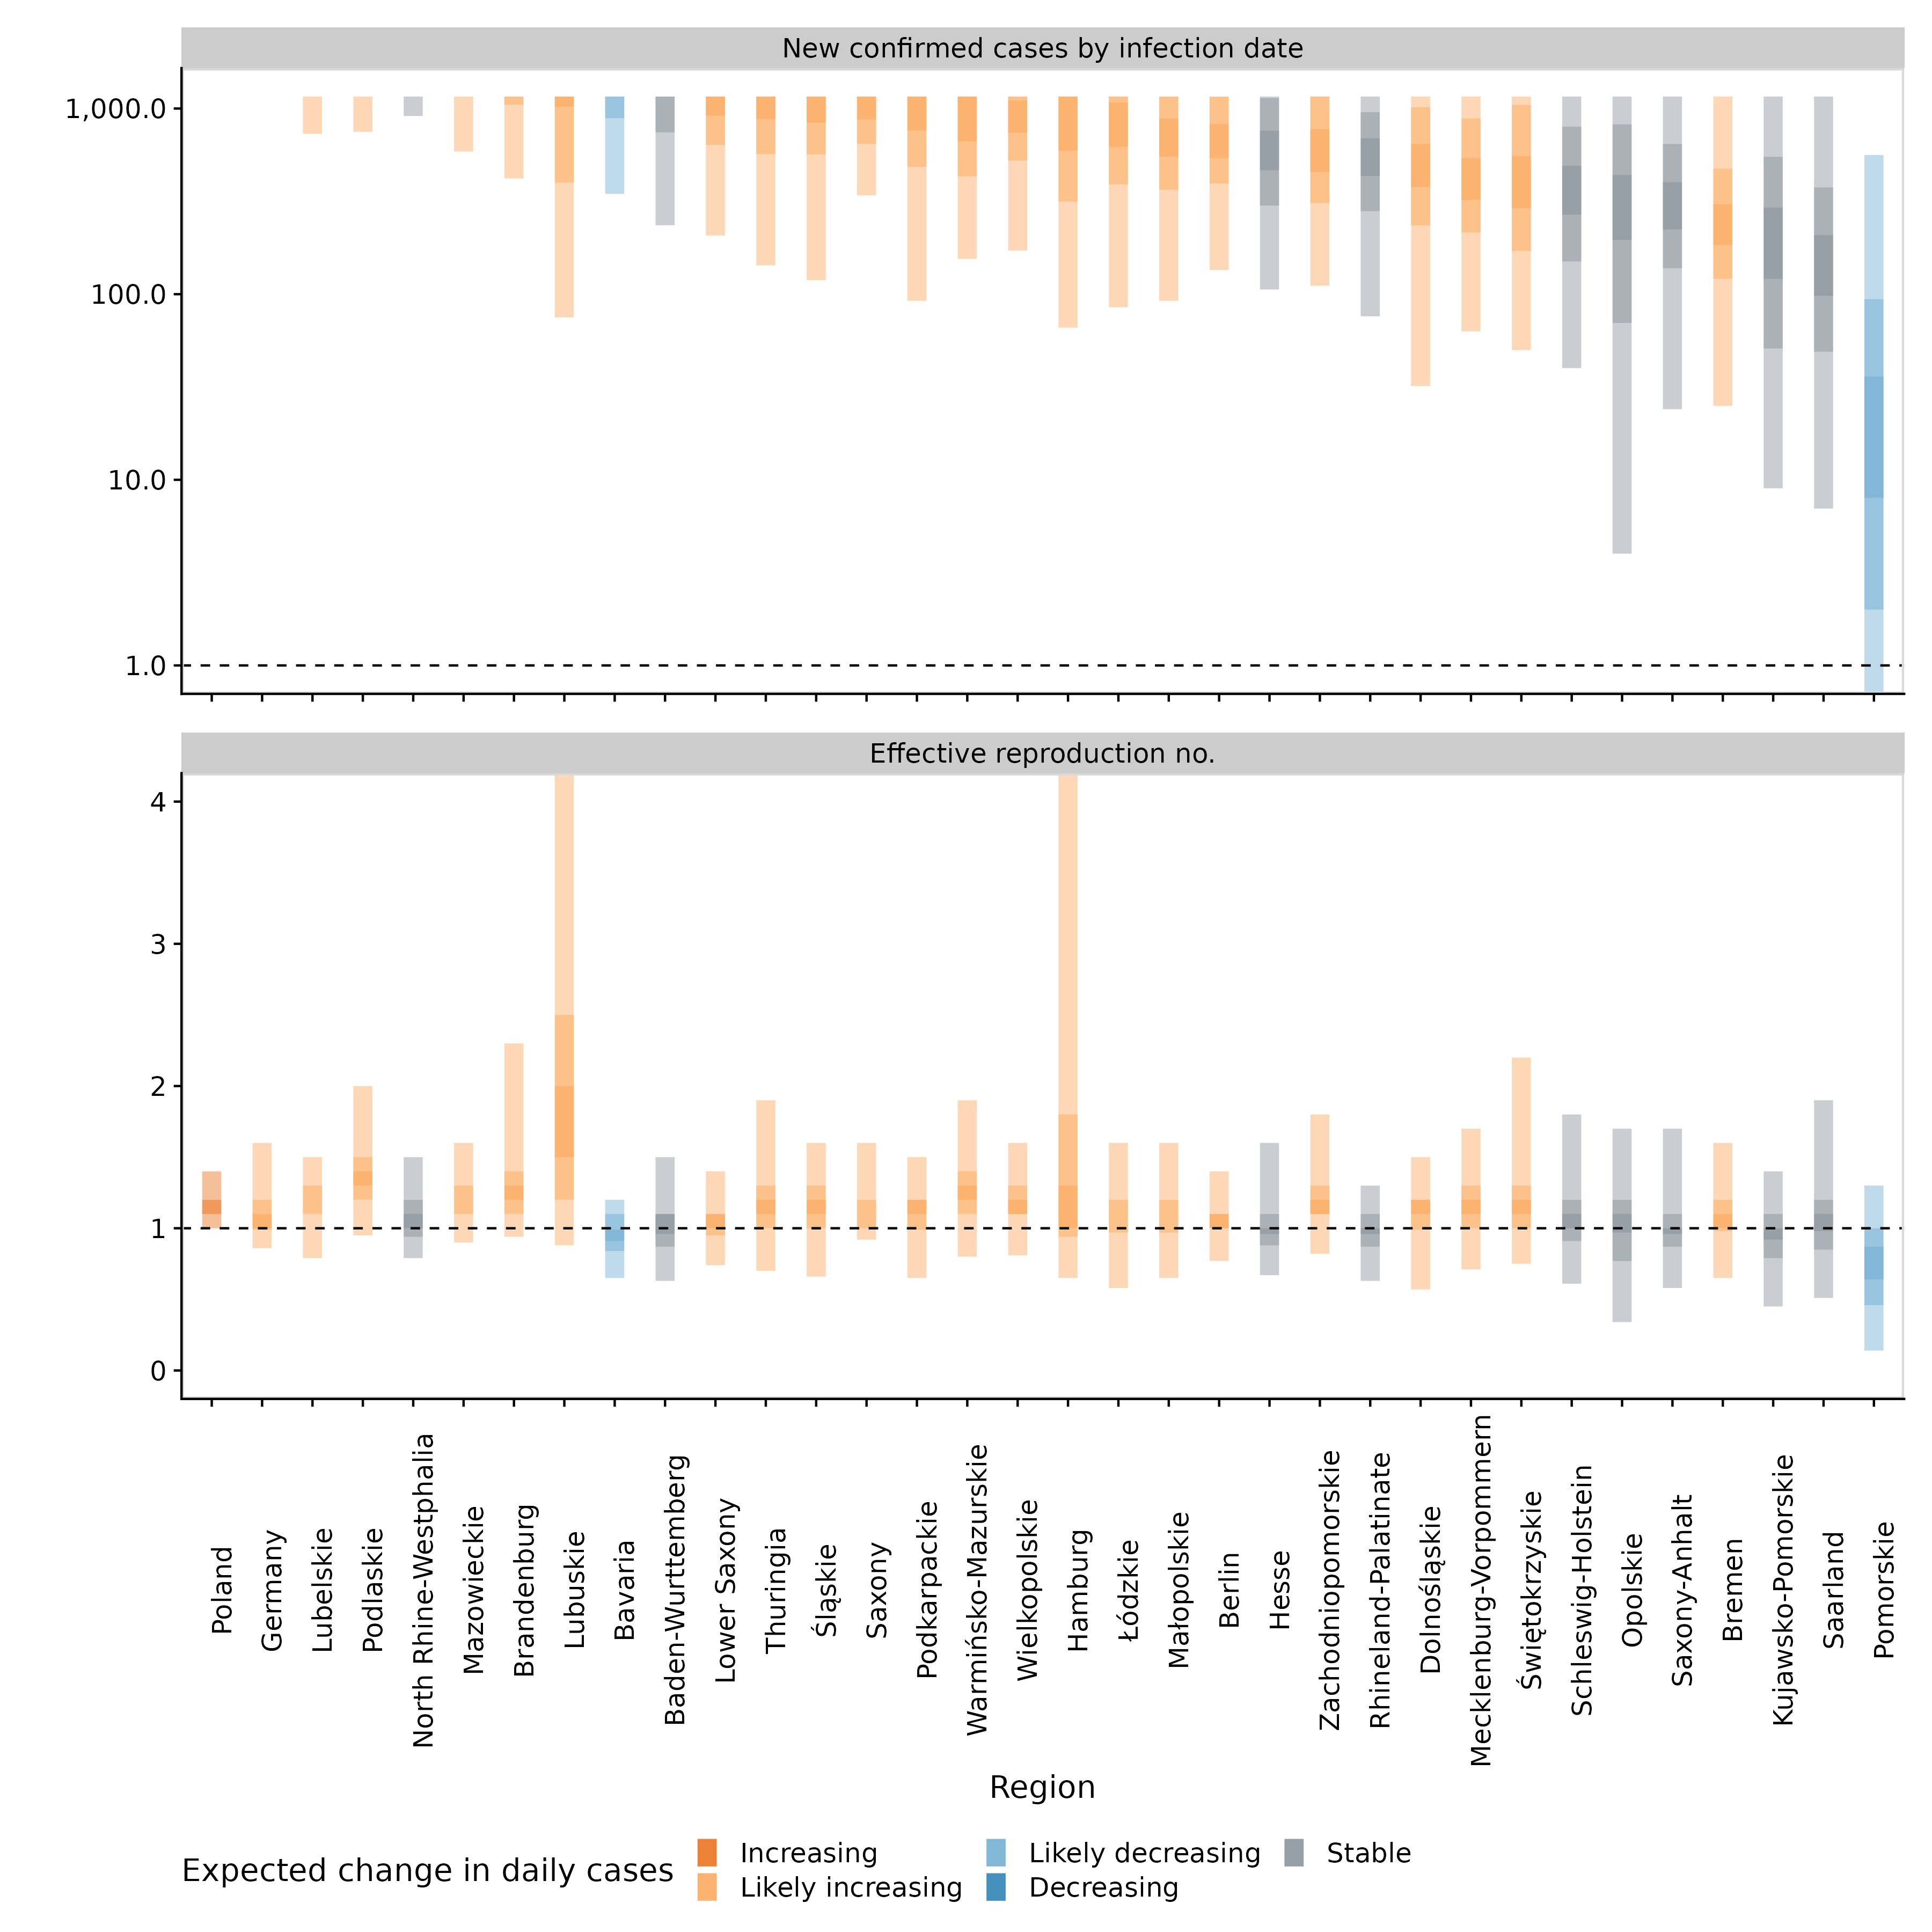 New confirmed cases by infection date
1,000.0
100.0
10.0
1.0
Effective reproduction no.
4
3
2
1
0
Poland
Germany
Lubelskie
Podlaskie
North Rhine-Westphalia
Mazowieckie
Brandenburg
Lubuskie
Bavaria
Baden-Wurttemberg
Lower Saxony
Thuringia
Śląskie
Saxony
Podkarpackie
Warmińsko-Mazurskie
Wielkopolskie
Hamburg
Łódzkie
Małopolskie
Berlin
Hesse
Zachodniopomorskie
Rhineland-Palatinate
Dolnośląskie
Mecklenburg-Vorpommern
Świętokrzyskie
Schleswig-Holstein
Opolskie
Saxony-Anhalt
Bremen
Kujawsko-Pomorskie
Saarland
Pomorskie
Region
Expected change in daily cases
Increasing
Likely increasing
Likely decreasing
Decreasing
Stable